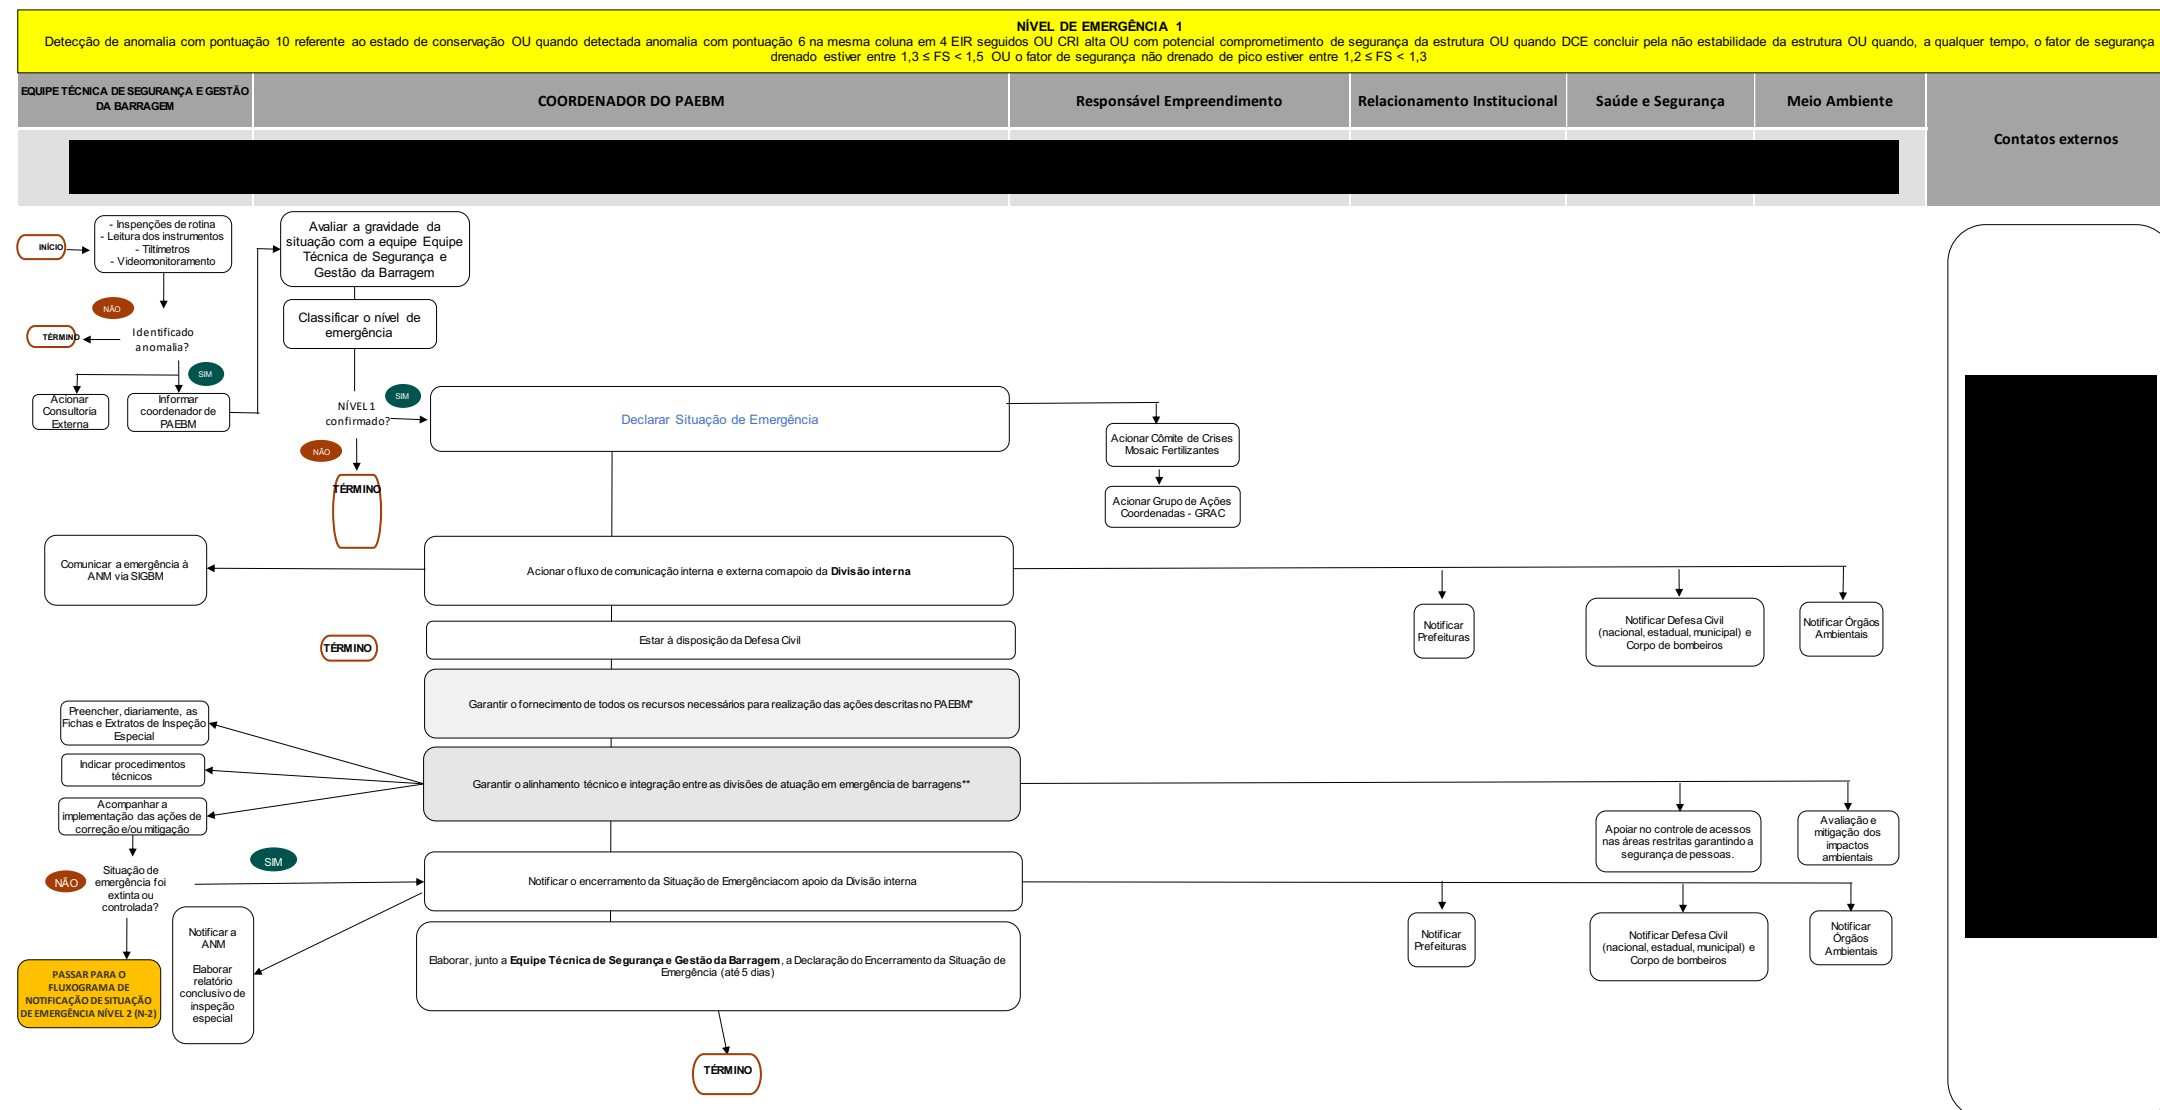 NÍVEL DE EMERGÊNCIA 1
Detecção de anomalia com pontuação 10 referente ao estado de conservação OU quando detectada anomalia com pontuação 6 na mesma coluna em 4 EIR seguidos OU CRI alta OU com potencial comprometimento de segurança da estrutura OU quando DCE concluir pela não estabilidade da estrutura OU quando, a qualquer tempo, o fator de segurança
drenado estiver entre 1,3 ≤ FS < 1,5 OU o fator de segurança não drenado de pico estiver entre 1,2 ≤ FS < 1,3
EQUIPE TÉCNICA DE SEGURANÇA E GESTÃO
DA BARRAGEM
COORDENADOR DO PAEBM
Responsável Empreendimento
Relacionamento Institucional
Saúde e Segurança
Meio Ambiente
Contatos externos
INÍCIO
- Inspenções de rotina
- Leitura dos instrumentos
- Tiltímetros
- Videomonitoramento
NÃO
TÉRMINO
Identificado
anomalia?
SIM
Acionar
Consultoria
Externa
Informar
coordenador de
PAEBM
Avaliar a gravidade da
situação com a equipe Equipe
Técnica de Segurança e
Gestão da Barragem
Classificar o nível de
emergência
NÍVEL 1
confirmado?
SIM
NÃO
TÉRMINO
Declarar Situação de Emergência
Acionar Cômite de Crises
Mosaic Fertilizantes
Acionar Grupo de Ações
Coordenadas - GRAC
Comunicar a emergência à
ANM via SIGBM
Acionar o fluxo de comunicação interna e externa com apoio da Divisão interna
Notificar
Prefeituras
Notificar Defesa Civil
(nacional, estadual, municipal) e
Corpo de bombeiros
Notificar Órgãos
Ambientais
TÉRMINO
Estar à disposição da Defesa Civil
Garantir o fornecimento de todos os recursos necessários para realização das ações descritas no PAEBM*
Preencher, diariamente, as
Fichas e Extratos de Inspeção
Especial
Indicar procedimentos
técnicos
Acompanhar a
implementação das ações de
correção e/ou mitigação
Garantir o alinhamento técnico e integração entre as divisões de atuação em emergência de barragens**
Apoiar no controle de acessos
nas áreas restritas garantindo a
segurança de pessoas.
Avaliação e
mitigação dos
impactos
ambientais
NÃO
Situação de
emergência foi
extinta ou
controlada?
SIM
Notificar o encerramento da Situação de Emergência com apoio da Divisão interna
Notificar
Prefeituras
Notificar Defesa Civil
(nacional, estadual, municipal) e
Corpo de bombeiros
Notificar
Órgãos
Ambientais
Notificar a
ANM
Elaborar
relatório
conclusivo de
inspeção
especial
PASSAR PARA O
FLUXOGRAMA DE
NOTIFICAÇÃO DE SITUAÇÃO
DE EMERGÊNCIA NÍVEL 2 (N-2)
Elaborar, junto a Equipe Técnica de Segurança e Gestão da Barragem, a Declaração do Encerramento da Situação de
Emergência (até 5 dias)
TÉRMINO